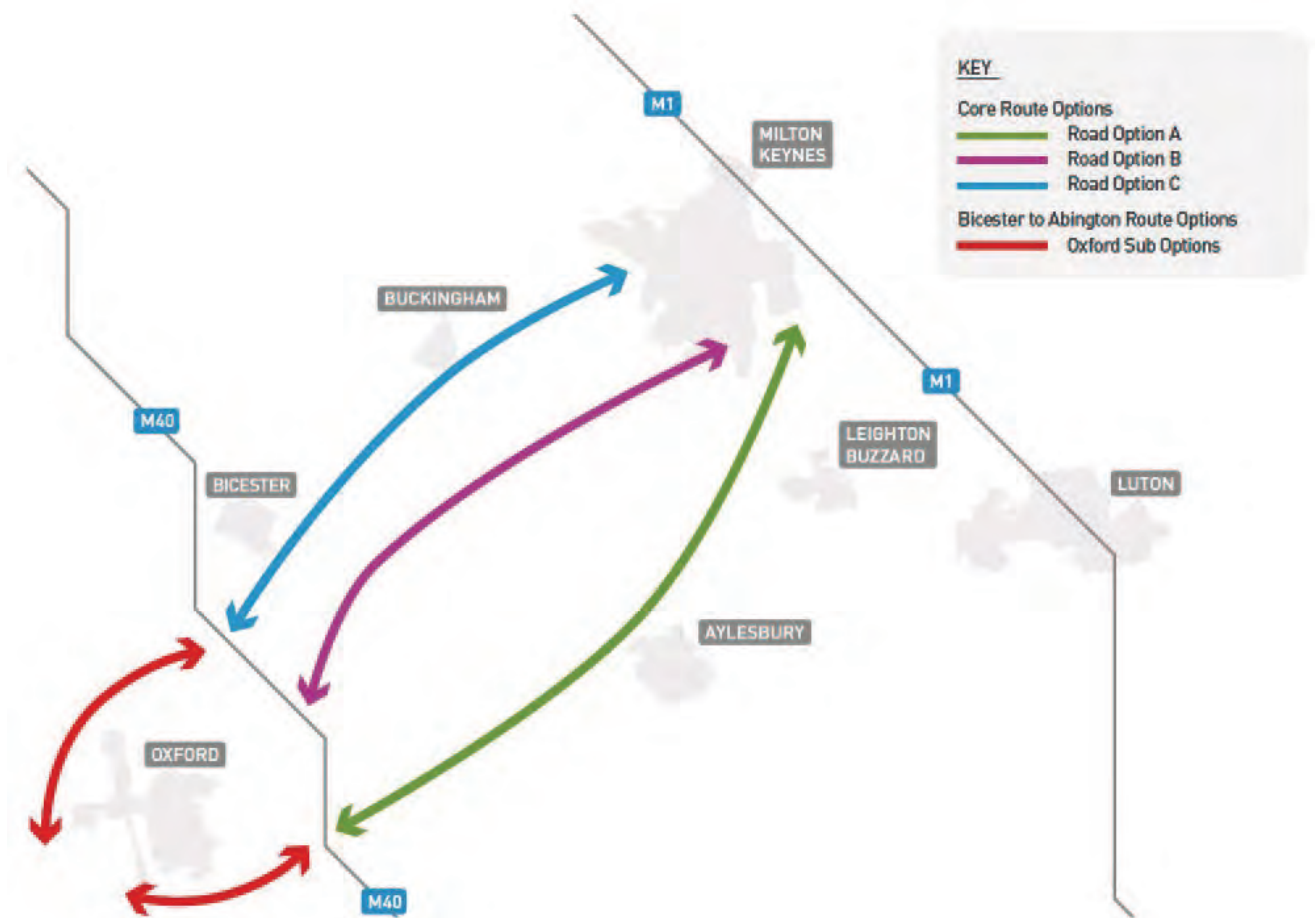 M1
MILTON
KEYNES
KEY
Core Route Options
Road Option A
Road Option B
Road Option C
Bicester to Abington Route Options
Oxford Sub Options
BUCKINGHAM
M1
M40
LEIGHTON
BUZZARD
BICESTER
LUTON
AYLESBURY
OXFORD
M40